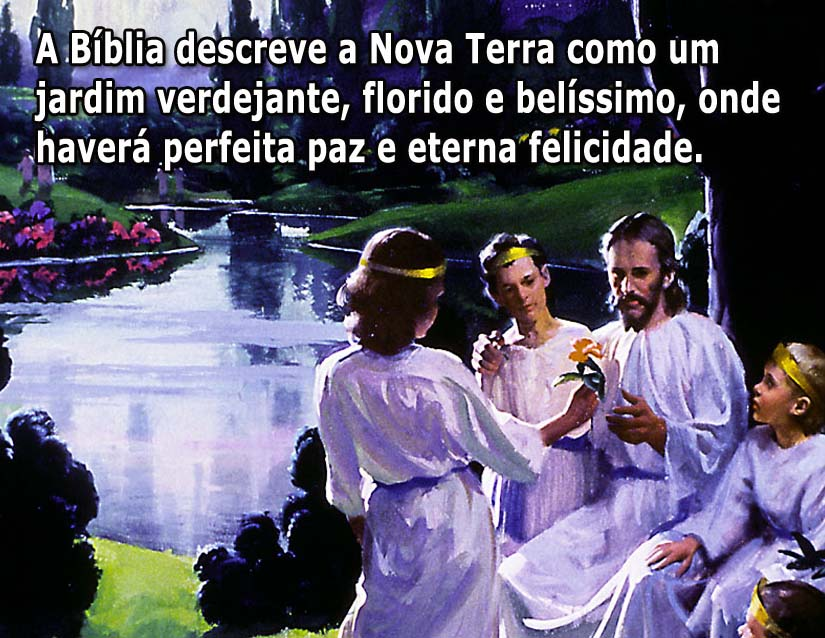 A Bíblia descreve a Nova Terra como um
jardim verdejante, florido e belíssimo, onde
haverá perfeita paz e eterna felicidade.